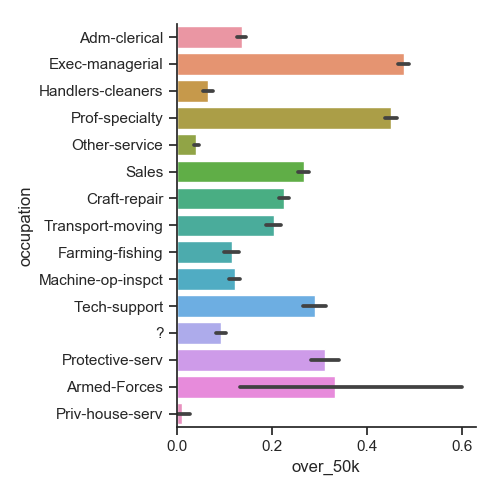 Adm-clerical
Exec-managerial
Handlers-cleaners
Prof-specialty
Other-service
Sales
Craft-repair
Transport-moving
Farming-fishing
Machine-op-inspct
Tech-support
?
Protective-serv
Armed-Forces
Priv-house-serv
occupation
0.0 0.2 0.4 0.6
over_50k